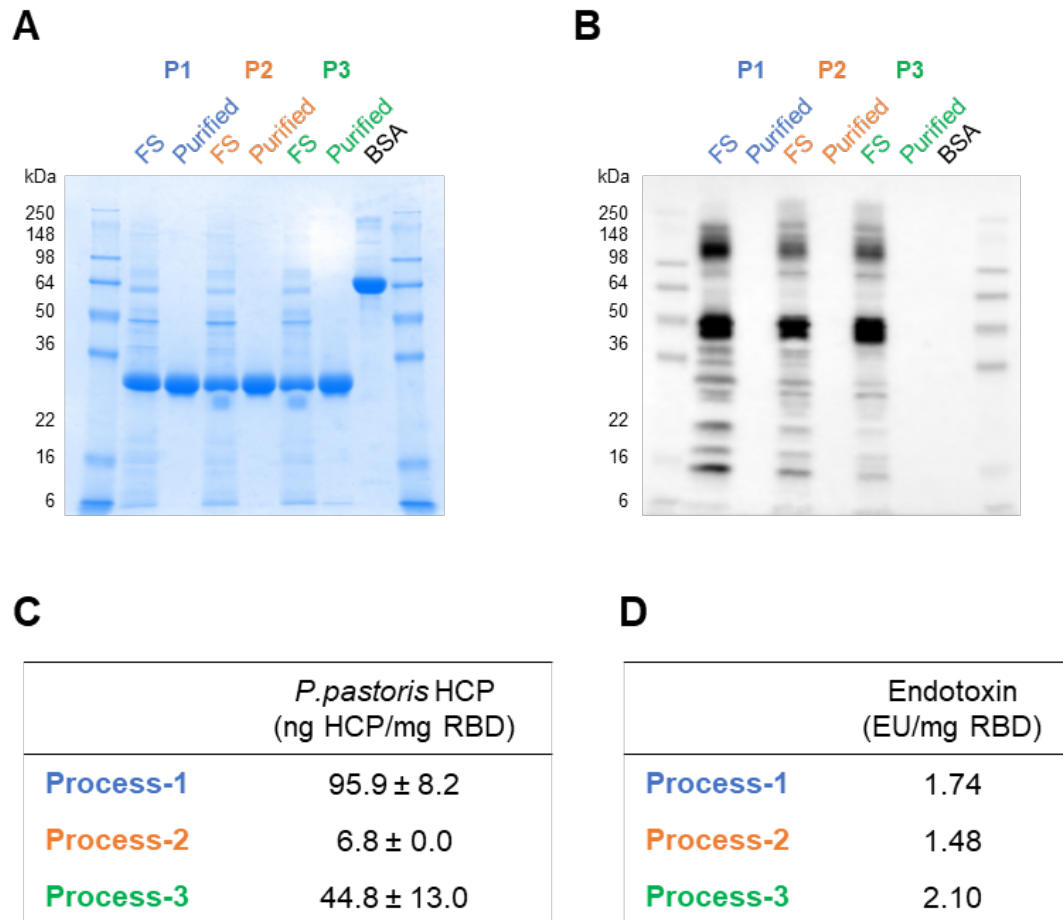 A
P1 P2 P3
FS Purified FS Purified FS Purified BSA
kDa
250
148
98
64
50
36
22
16
6
B
P1 P2 P3
FS Purified FS Purified FS Purified BSA
kDa
250
148
98
64
50
36
22
16
6
C
P.pastoris HCP
(ng HCP/mg RBD)
Process-1 95.9 ± 8.2
Process-2 6.8 ± 0.0
Process-3 44.8 ± 13.0
D
Endotoxin
(EU/mg RBD)
Process-1 1.74
Process-2 1.48
Process-3 2.10